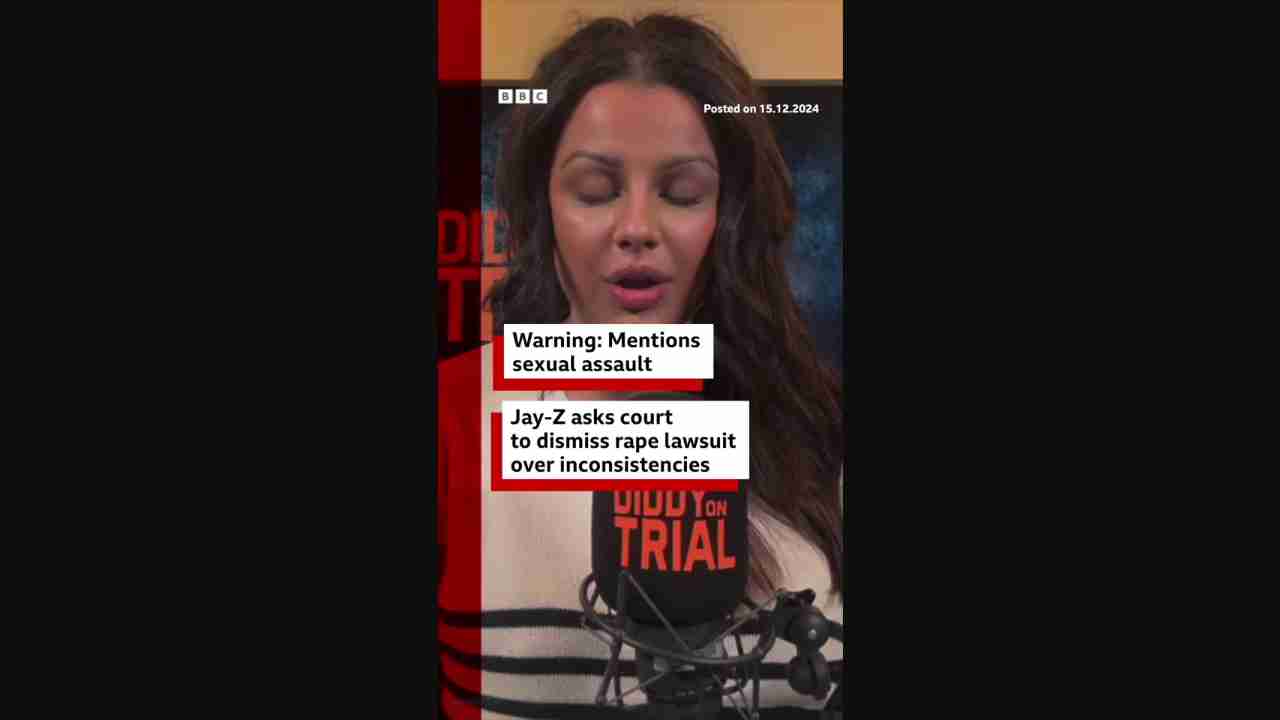 BBC
Posted on 15.12.2024
DID
T
Warning: Mentions
sexual assault
Jay-Z asks court
to dismiss rape lawsuit
over inconsistencies
DIDDY ON
TRIAL